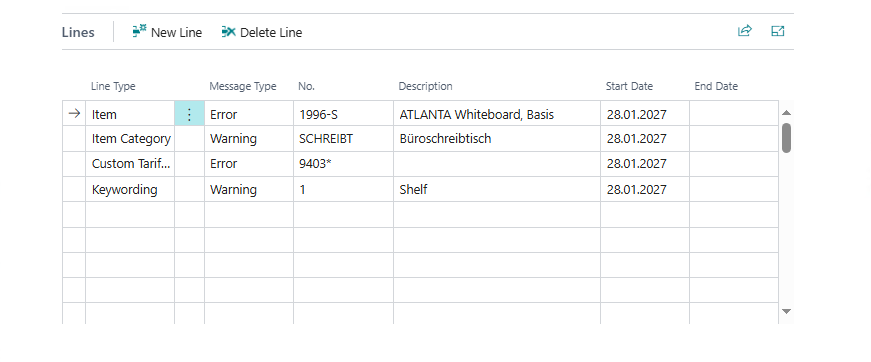 Lines New Line Delete Line
Line Type Message Type No. Description Start Date End Date
Item Error 1996-S ATLANTA Whiteboard, Basis 28.01.2027
Item Category Warning SCHREIBT Büroschreibtisch 28.01.2027
Custom Tarif... Error 9403* 28.01.2027
Keywording Warning 1 Shelf 28.01.2027